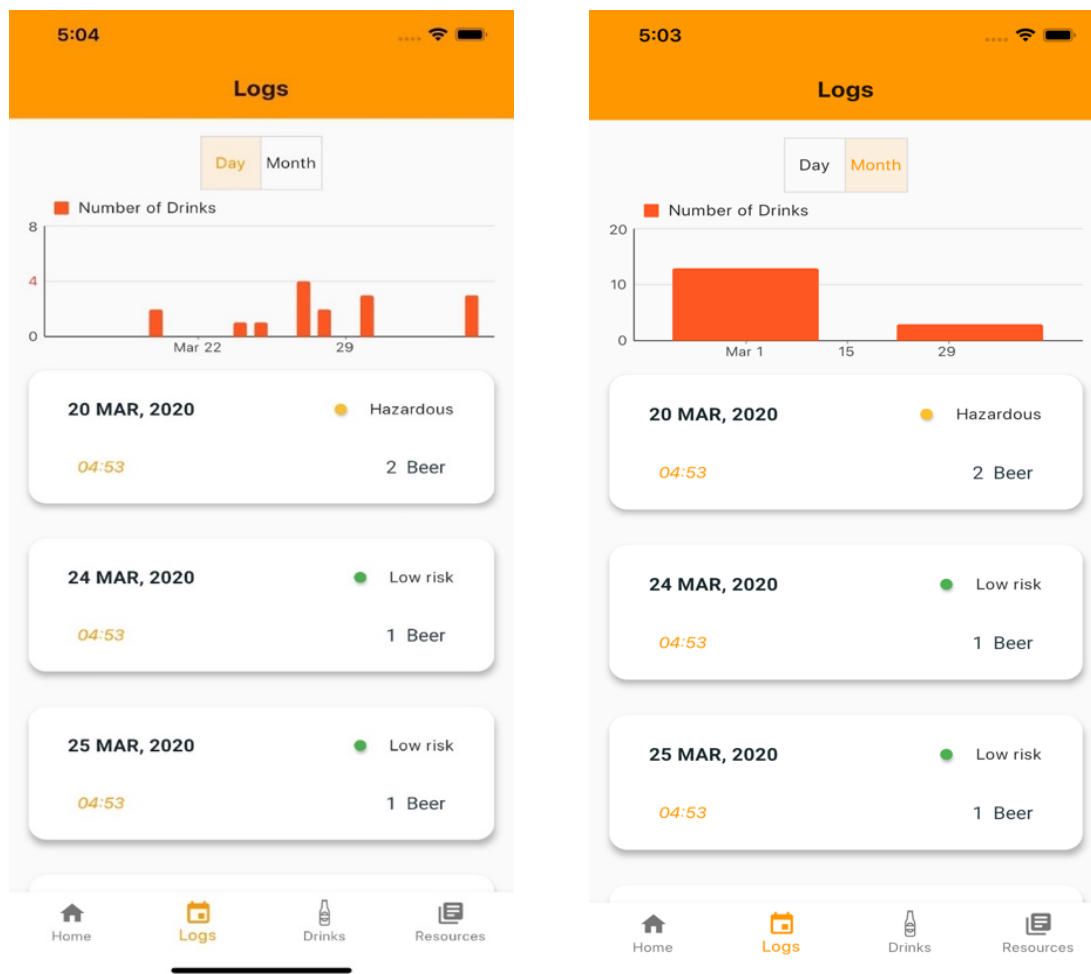 5:04
Logs
Day Month
Number of Drinks
8
4
0
Mar 22 29
20 MAR, 2020 Hazardous
04:53 2 Beer
24 MAR, 2020 Low risk
04:53 1 Beer
25 MAR, 2020 Low risk
04:53 1 Beer
Home Logs Drinks Resources
5:03
Logs
Day Month
Number of Drinks
20
10
0
Mar 1 15 29
20 MAR, 2020 Hazardous
04:53 2 Beer
24 MAR, 2020 Low risk
04:53 1 Beer
25 MAR, 2020 Low risk
04:53 1 Beer
Home Logs Drinks Resources